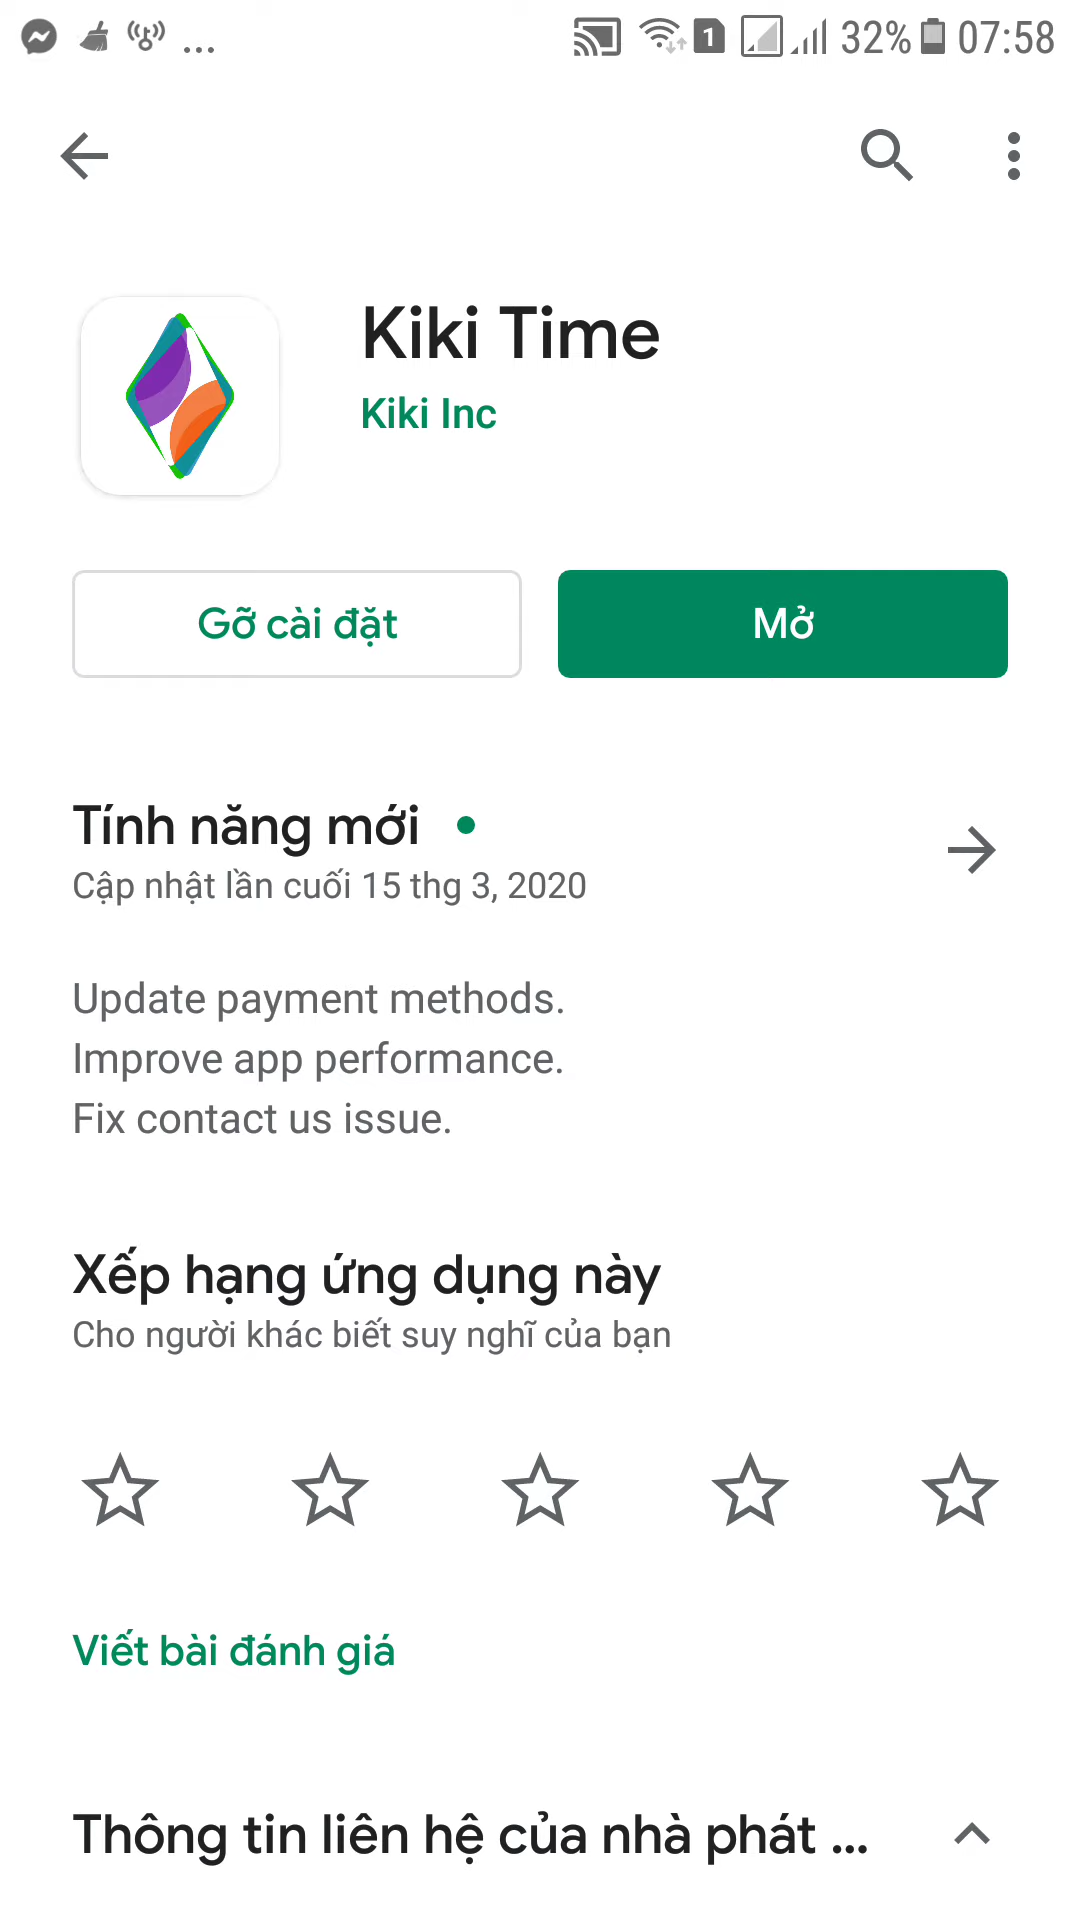 ... 1 32% 07:58
Kiki Time
Kiki Inc
Gỡ cài đặt
Mở
Tính năng mới
Cập nhật lần cuối 15 thg 3, 2020
Update payment methods.
Improve app performance.
Fix contact us issue.
Xếp hạng ứng dụng này
Cho người khác biết suy nghĩ của bạn
Viết bài đánh giá
Thông tin liên hệ của nhà phát ...